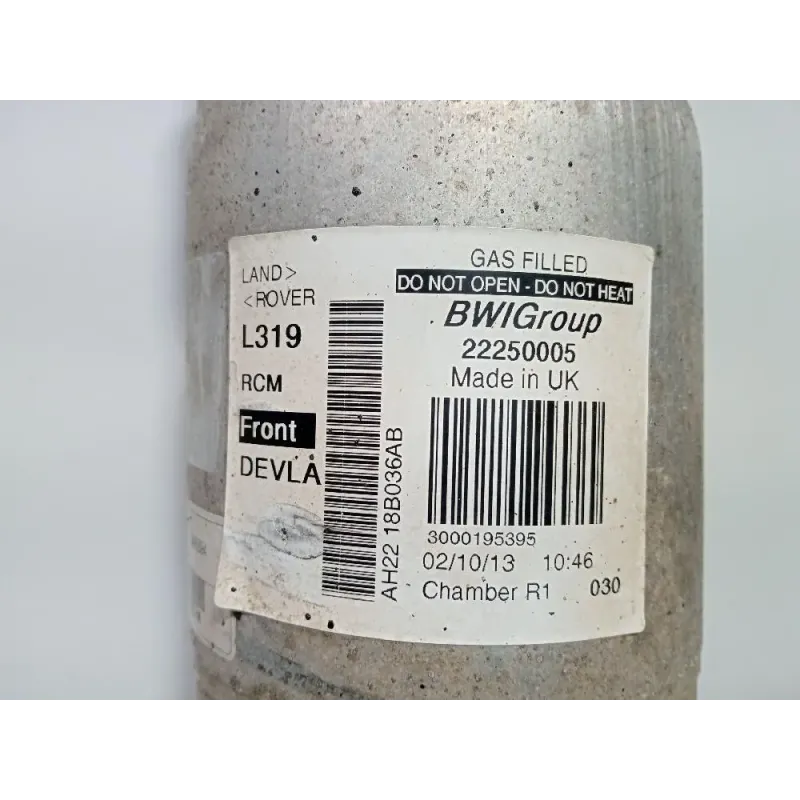 LAND>
<ROVER
L319
RCM
Front
DEVLA
AH22 18B036AB
GAS FILLED
DO NOT OPEN - DO NOT HEAT
BWIGroup
22250005
Made in UK
3000195395
02/10/13 10:46
Chamber R1 030